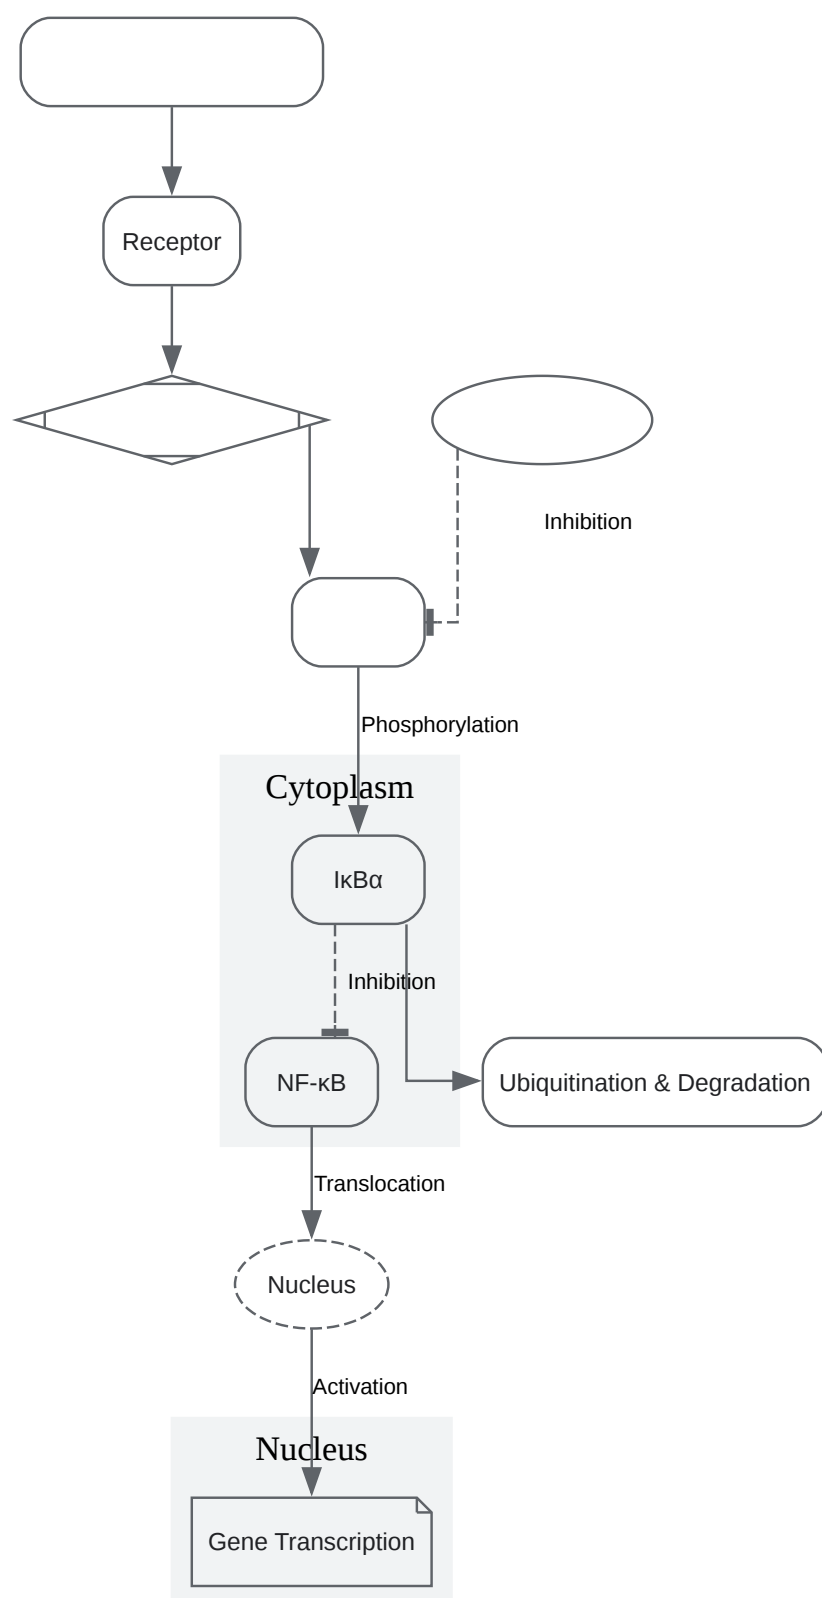 Receptor
Inhibition
Phosphorylation
Cytoplasm
IκBα
Inhibition
NF-κB
Ubiquitination & Degradation
Translocation
Nucleus
Activation
Nucleus
Gene Transcription